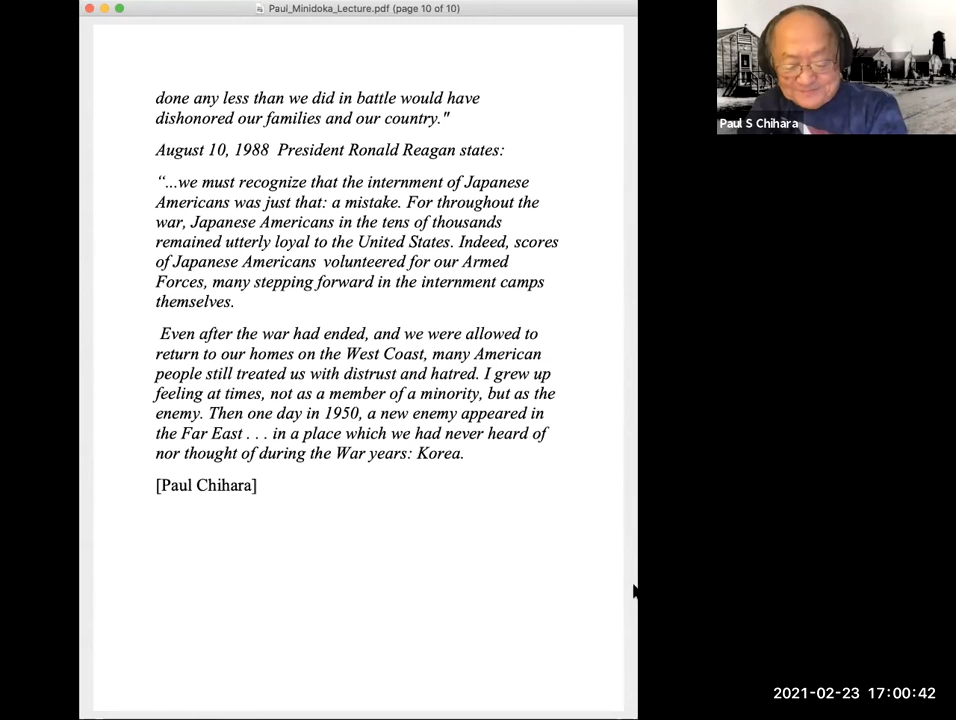 Paul_Minidoka_Lecture.pdf (page 10 of 10)
done any less than we did in battle would have
dishonored our families and our country."
August 10, 1988  President Ronald Reagan states:
“...we must recognize that the internment of Japanese
Americans was just that: a mistake. For throughout the
war, Japanese Americans in the tens of thousands
remained utterly loyal to the United States. Indeed, scores
of Japanese Americans  volunteered for our Armed
Forces, many stepping forward in the internment camps
themselves.
Even after the war had ended, and we were allowed to
return to our homes on the West Coast, many American
people still treated us with distrust and hatred. I grew up
feeling at times, not as a member of a minority, but as the
enemy. Then one day in 1950, a new enemy appeared in
the Far East . . . in a place which we had never heard of
nor thought of during the War years: Korea.
[Paul Chihara]
Paul S Chihara
2021-02-23 17:00:42